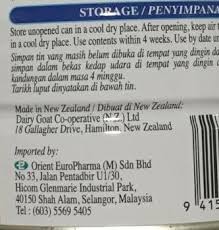 STORAGE / PENYIMPANA
Store unopened can in a cool dry place. After opening, keep air t
in a cool dry place. Use contents within 4 weeks. Use by dat
Simpan tin yang masih belum dibuka di tempat yang dingin da
simpan dalam bekas kedap udara di tempat yang dingin da
kandungan dalam masa 4 minggu.
Tarikh luput dinyatakan di bawah tin.
Made in New Zealand / Dibuat di New Zealand:
Dairy Goat Co-operative (N.Z.) Ltd
18 Gallagher Drive, Hamilton, New Zealand
Imported by:
Orient EuroPharma (M) Sdn Bhd
No 33, Jalan Pentadbir U1/30,
Hicom Glenmarie Industrial Park,
40150 Shah Alam, Selangor, Malaysia
Tel : (603) 5569 5405
9 415